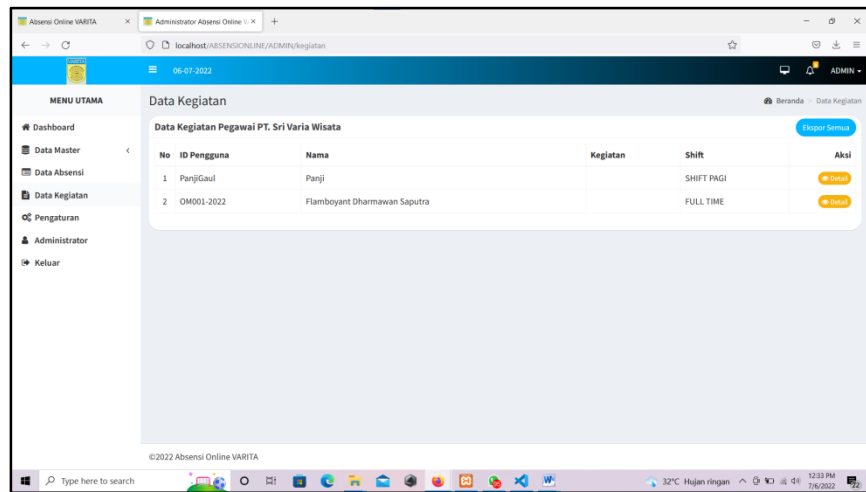 Absensi Online VARITA
Administrator Absensi Online V
localhost/ABSENSIONLINE/ADMIN/kegiatan
VARITA
06-07-2022
ADMIN
MENU UTAMA
Data Kegiatan
Beranda
Data Kegiatan
Dashboard
Data Master
Data Absensi
Data Kegiatan
Pengaturan
Administrator
Keluar
Data Kegiatan Pegawai PT. Sri Varia Wisata
Ekspor Semua
No ID Pengguna Nama Kegiatan Shift Aksi
1 PanjiGaul Panji SHIFT PAGI Detail
2 OM001-2022 Flamboyant Dharmawan Saputra FULL TIME Detail
©2022 Absensi Online VARITA
Type here to search
32°C Hujan ringan
12:33 PM
7/6/2022
22